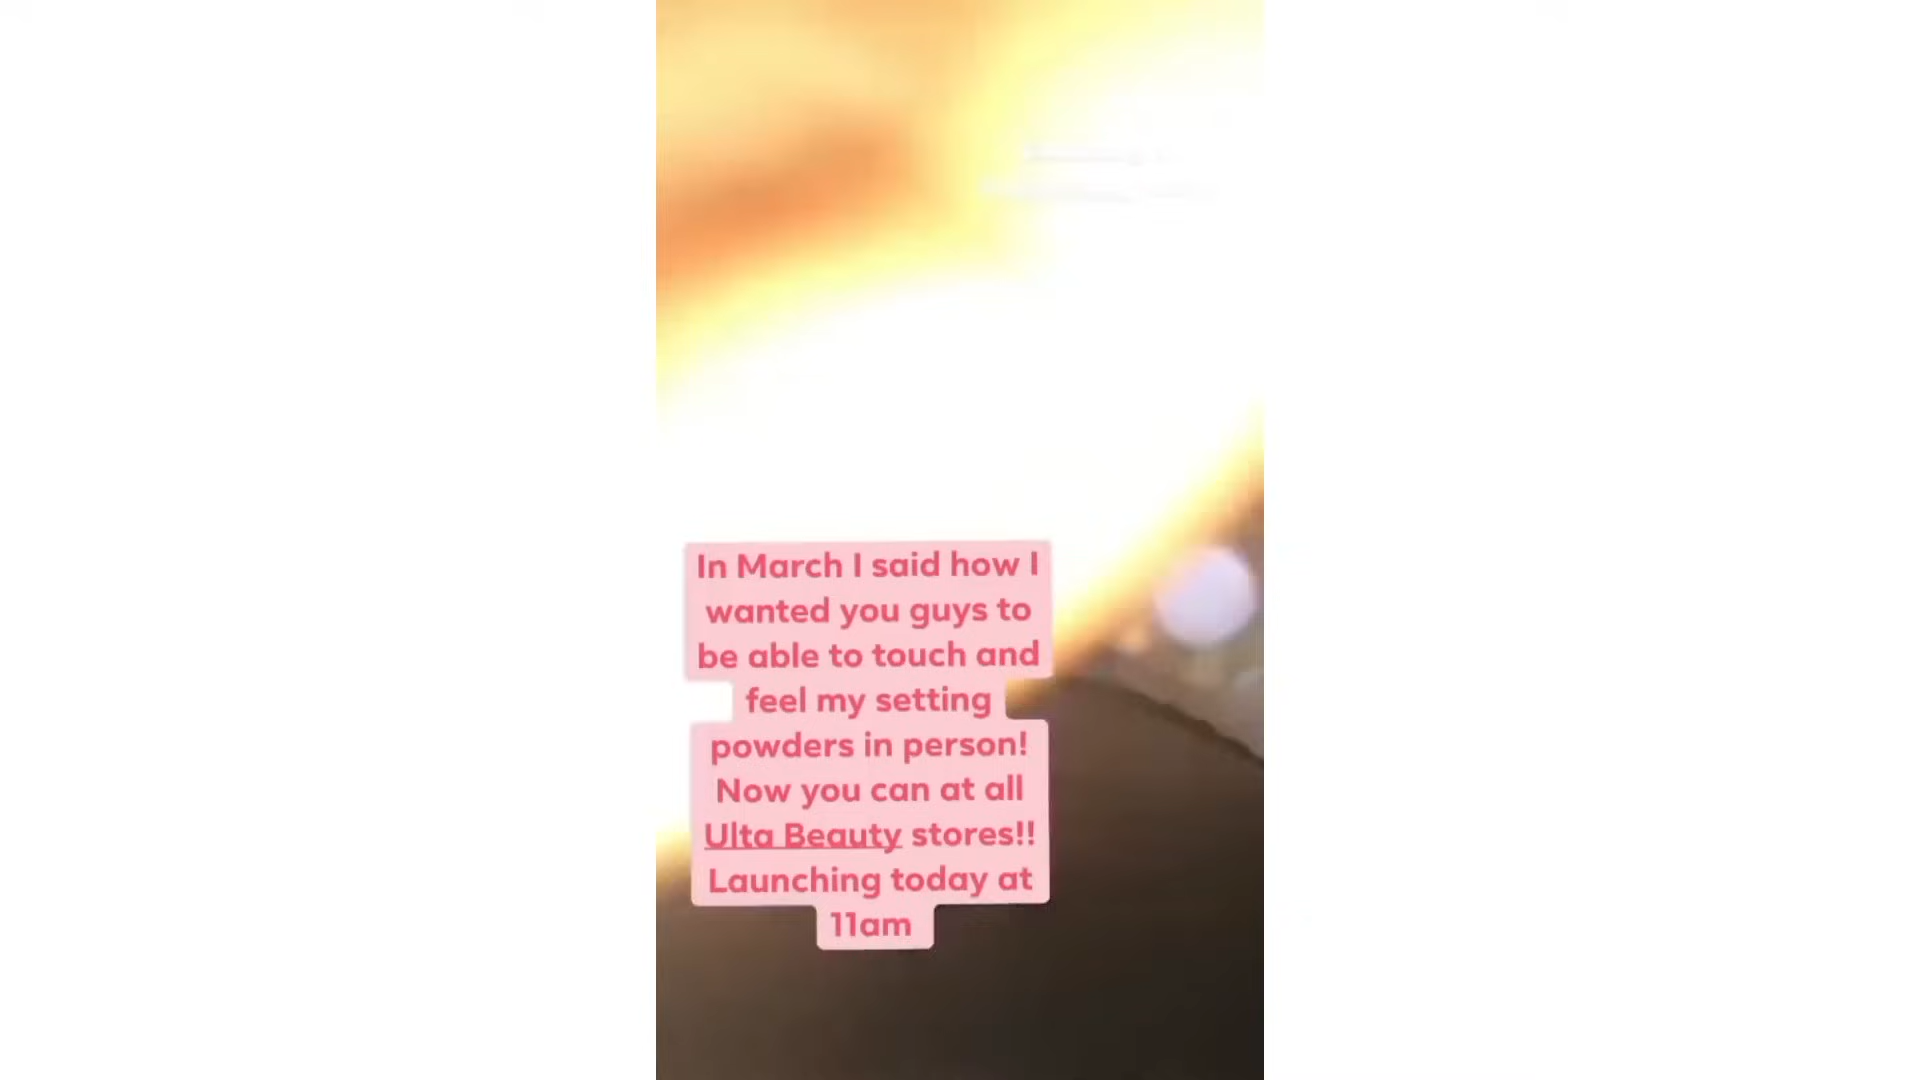 In March I said how I
wanted you guys to
be able to touch and
feel my setting
powders in person!
Now you can at all
Ulta Beauty stores!!
Launching today at
11am